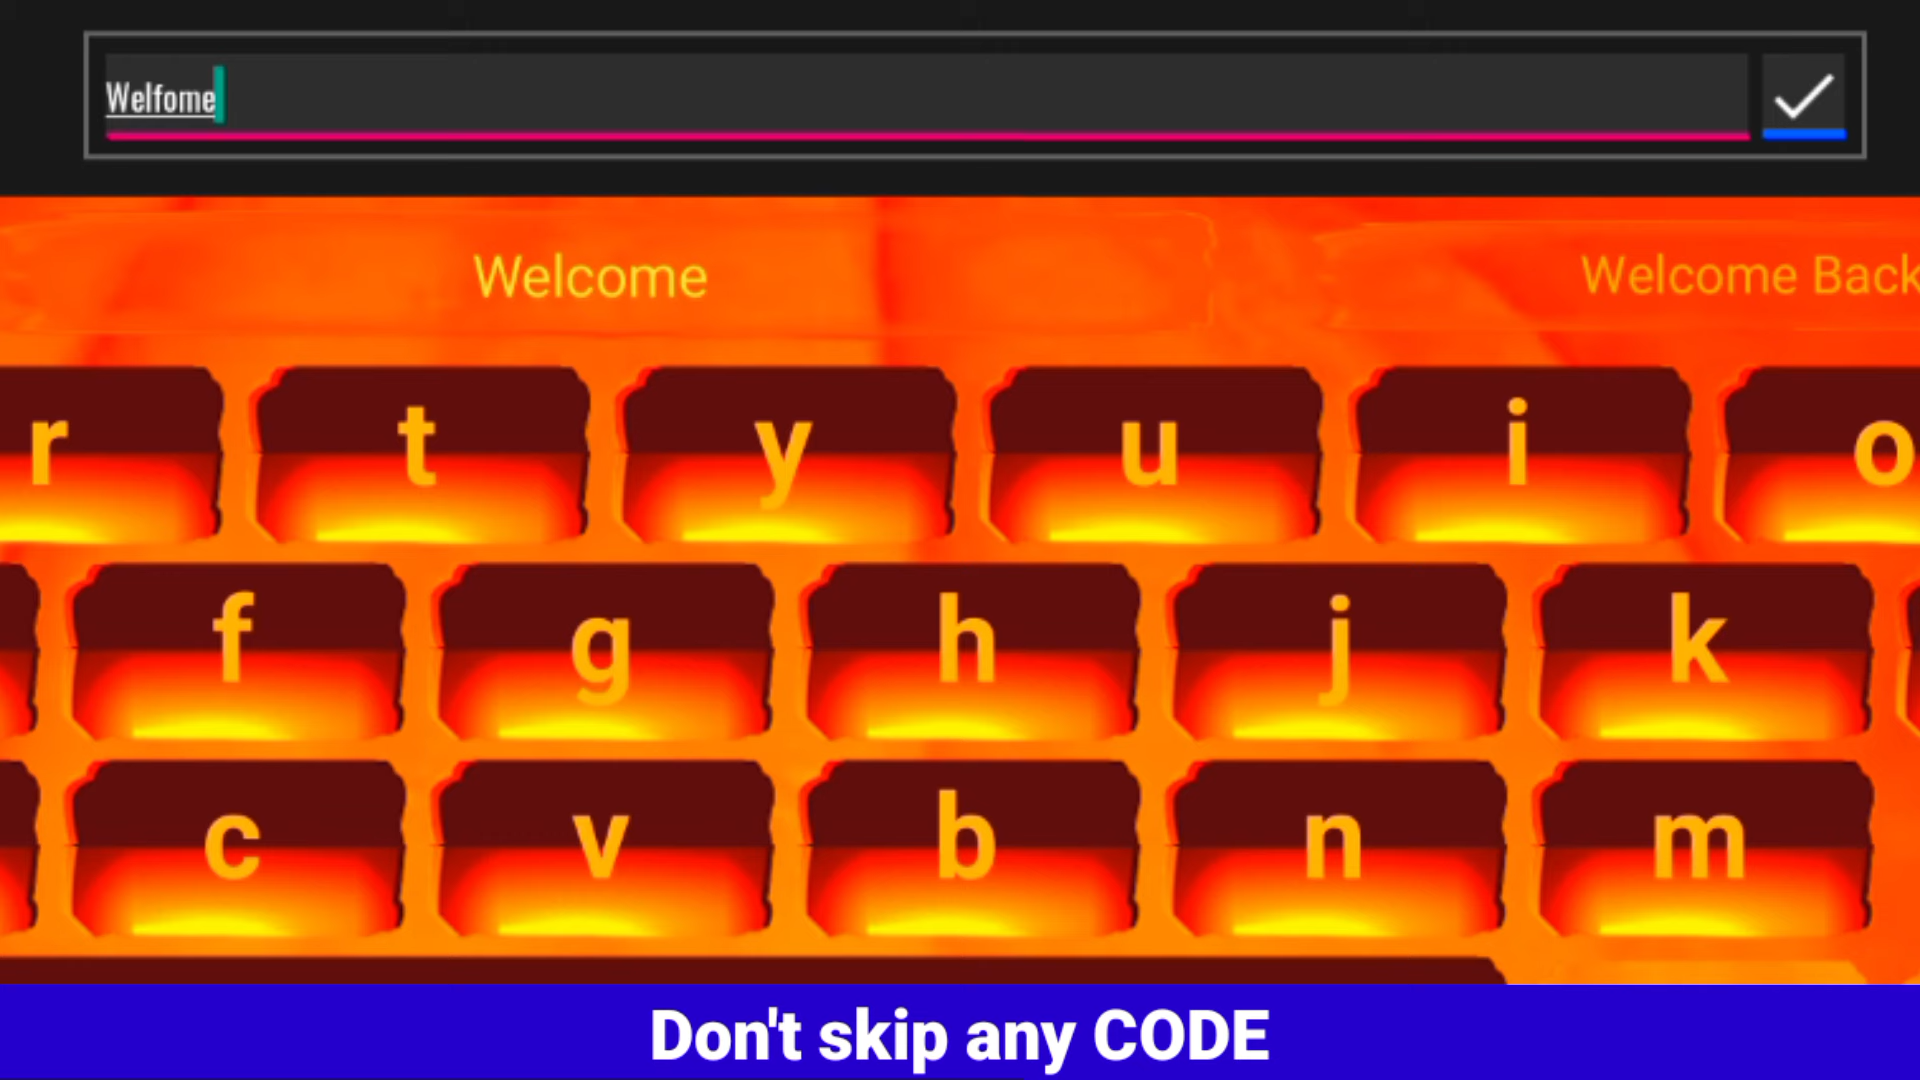 Welfome
Welcome Welcome Back
r t y u i o
f g h j k
c v b n m
Don't skip any CODE